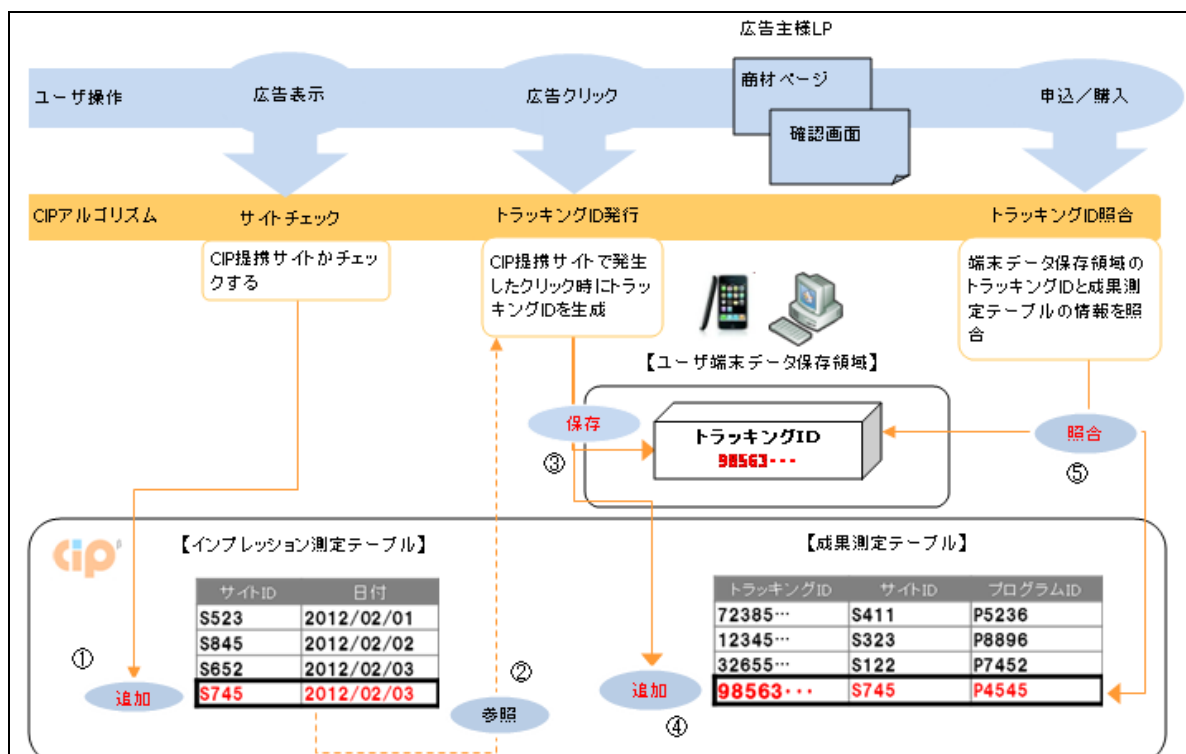 広告主様LP
ユーザ操作
広告表示
広告クリック
商材ページ
確認画面
申込／購入
CIPアルゴリズム
サイトチェック
トラッキングID発行
トラッキングID照合
CIP提携サイトかチェッ
クする
CIP提携サイトで発生
したクリック時にトラッ
キングIDを生成
端末データ保存領域の
トラッキングIDと成果測
定テーブルの情報を照
合
【ユーザ端末データ保存領域】
保存
③
トラッキングID
98563・・・
照合
⑤
cip β
【インプレッション測定テーブル】
サイトID 日付
S523 2012/02/01
S845 2012/02/02
S652 2012/02/03
S745 2012/02/03
①
追加
②
参照
【成果測定テーブル】
トラッキングID サイトID プログラムID
72385… S411 P5236
12345… S323 P8896
32655… S122 P7452
98563・・・ S745 P4545
追加
④